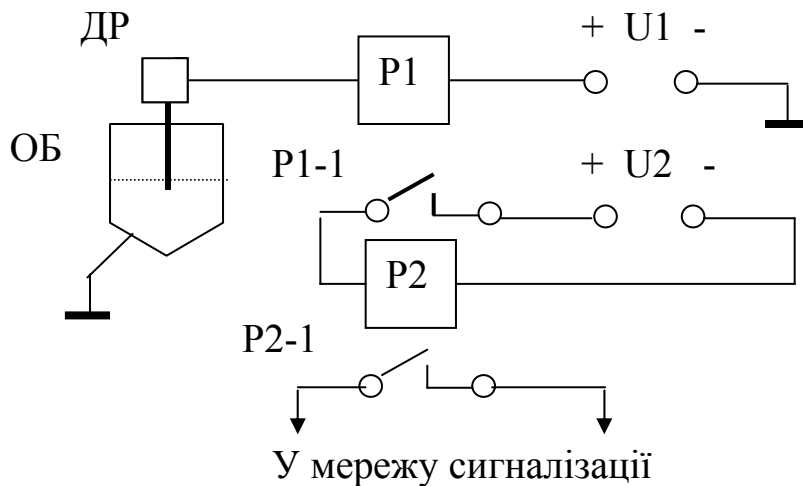 ДР
P1
+ U1 -
ОБ
P1-1
+ U2 -
P2
P2-1
У мережу сигналізації